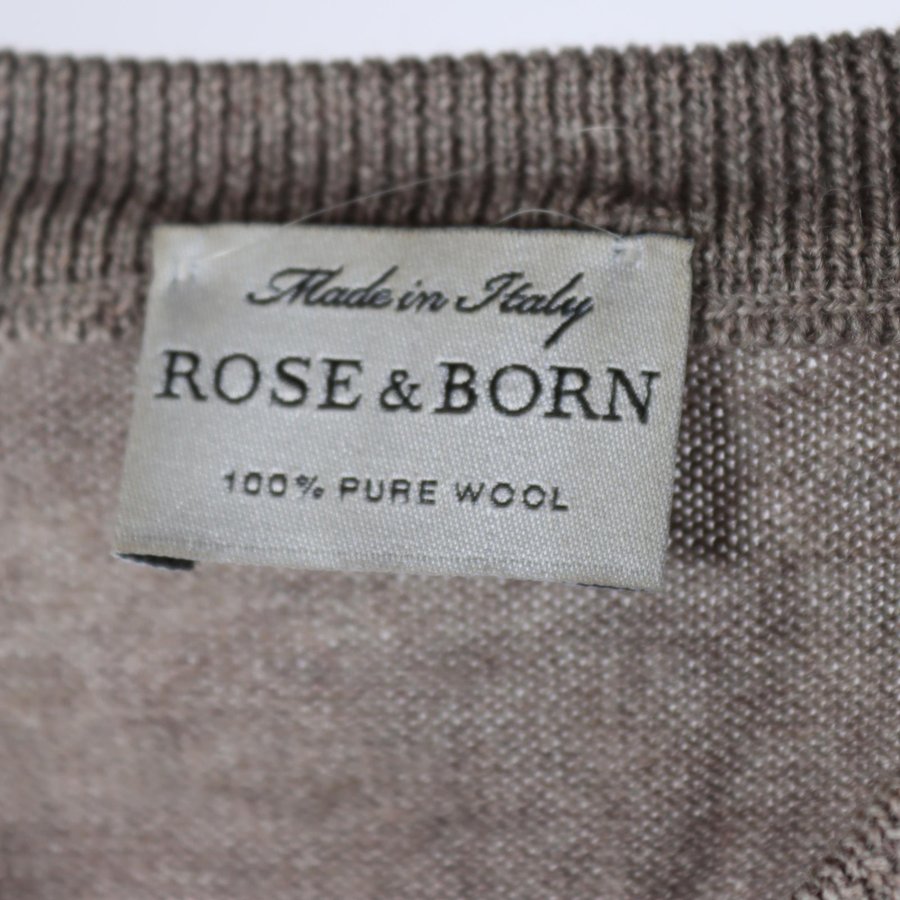 Made in Italy
ROSE & BORN
100% PURE WOOL